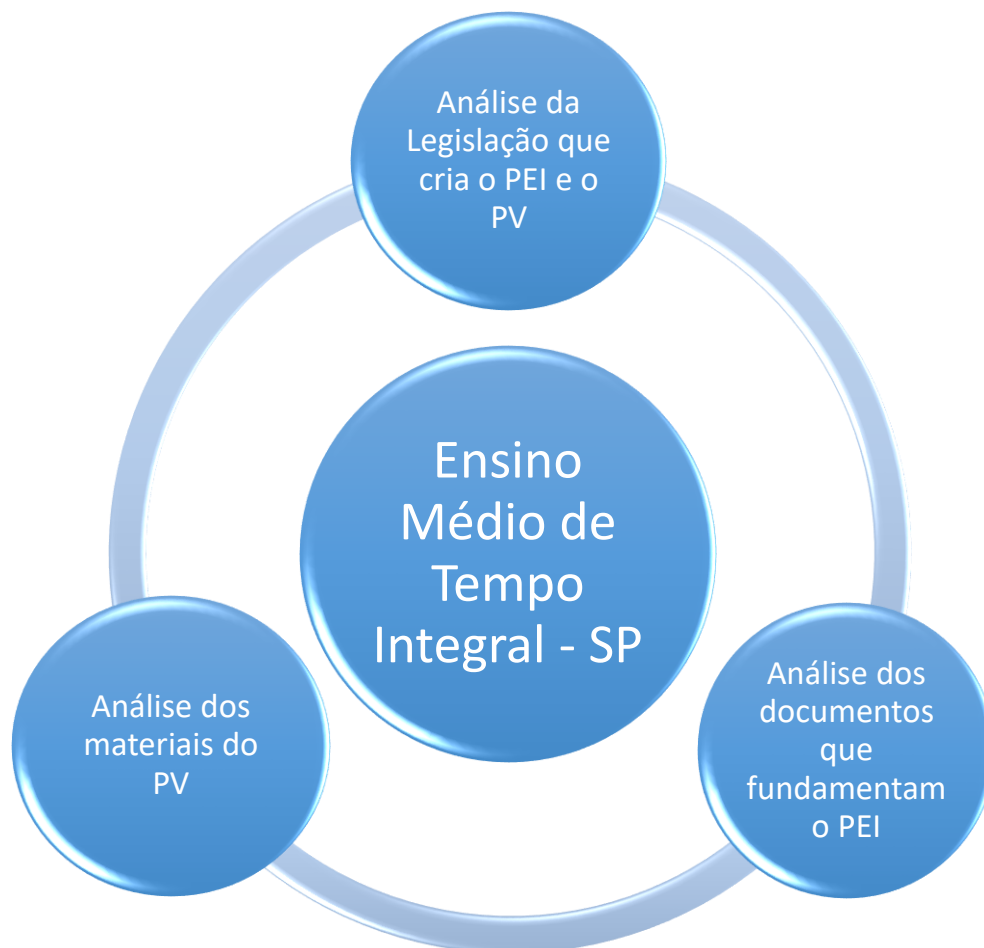 Análise da
Legislação que
cria o PEI e o
PV
Ensino
Médio de
Tempo
Integral - SP
Análise dos
materiais do
PV
Análise dos
documentos
que
fundamentam
o PEI